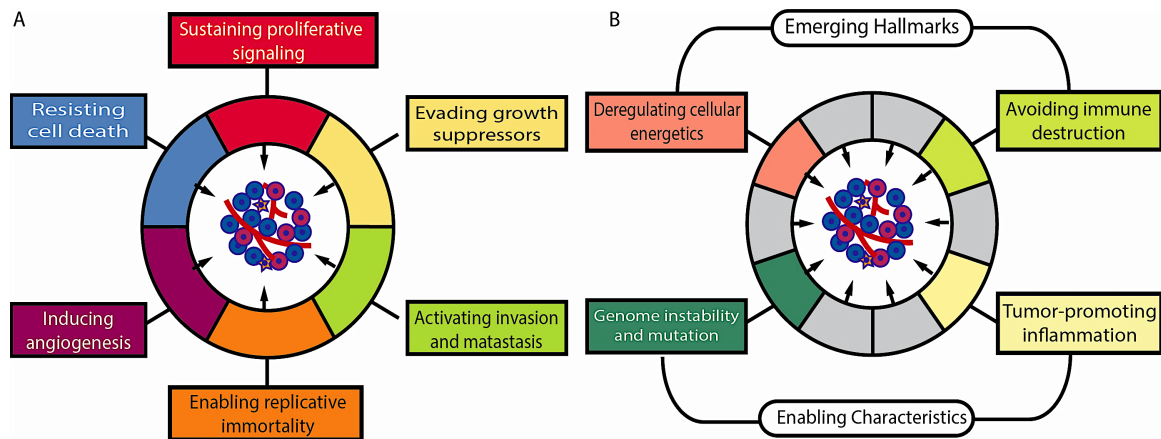 A
Sustaining proliferative
signaling
Resisting
cell death
Evading growth
suppressors
Inducing
angiogenesis
Activating invasion
and matastasis
Enabling replicative
immortality
B
Emerging Hallmarks
Deregulating cellular
energetics
Avoiding immune
destruction
Genome instability
and mutation
Tumor-promoting
inflammation
Enabling Characteristics